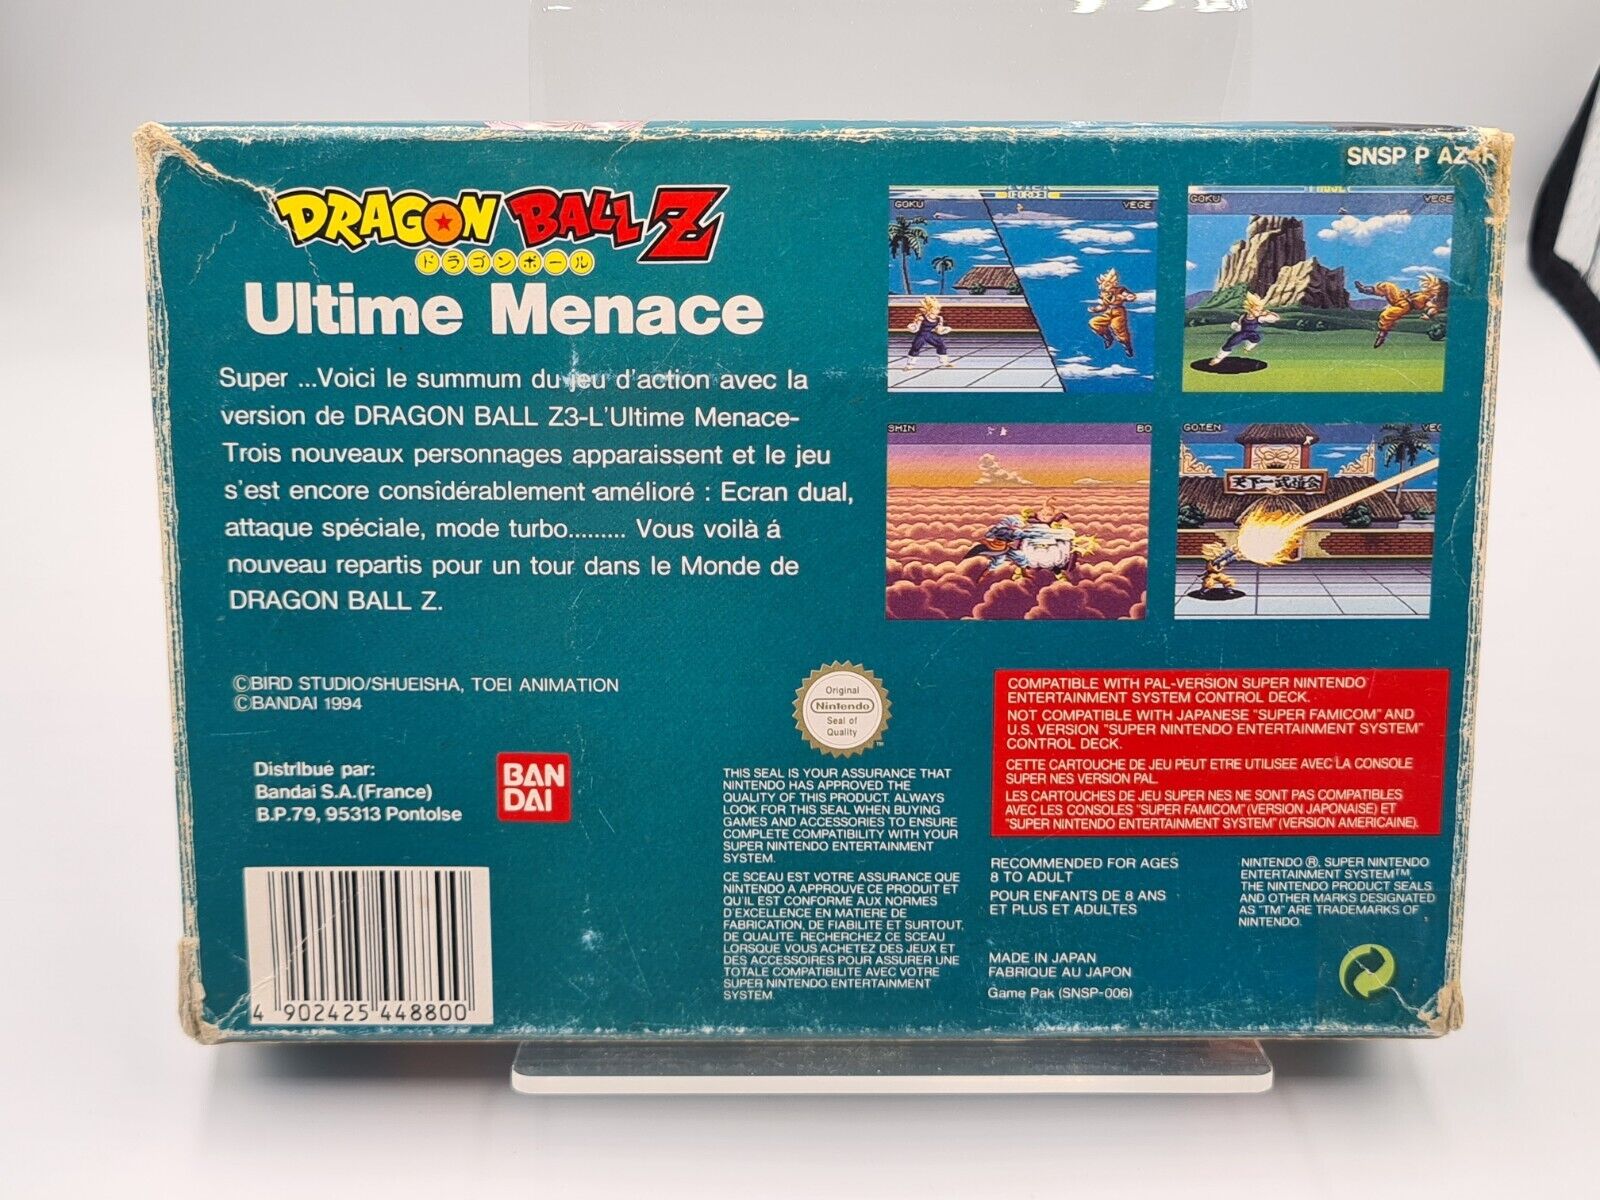 SNSP P AZ
DRAGON BALL Z
ドラゴンボール
Ultime Menace
Super ...Voici le summum du jeu d'action avec la
version de DRAGON BALL Z3-L'Ultime Menace-
Trois nouveaux personnages apparaissent et le jeu
s'est encore considérablement amélioré : Ecran dual,
attaque spéciale, mode turbo......... Vous voilà á
nouveau repartis pour un tour dans le Monde de
DRAGON BALL Z.
GOKU VEGE
GOKU VEGE
SHIN BO
GOTEN VEG
天下一武道会
©BIRD STUDIO/SHUEISHA, TOEI ANIMATION
©BANDAI 1994
Distribué par:
Bandai S.A.(France)
B.P.79, 95313 Pontoise
BAN
DAI
4 902425 448800
Original
Nintendo
Seal of
Quality
TM
THIS SEAL IS YOUR ASSURANCE THAT
NINTENDO HAS APPROVED THE
QUALITY OF THIS PRODUCT. ALWAYS
LOOK FOR THIS SEAL WHEN BUYING
GAMES AND ACCESSORIES TO ENSURE
COMPLETE COMPATIBILITY WITH YOUR
SUPER NINTENDO ENTERTAINMENT
SYSTEM.
CE SCEAU EST VOTRE ASSURANCE QUE
NINTENDO A APPROUVE CE PRODUIT ET
QU'IL EST CONFORME AUX NORMES
D'EXCELLENCE EN MATIERE DE
FABRICATION, DE FIABILITE ET SURTOUT,
DE QUALITE. RECHERCHEZ CE SCEAU
LORSQUE VOUS ACHETEZ DES JEUX ET
DES ACCESSOIRES POUR ASSURER UNE
TOTALE COMPATIBILITE AVEC VOTRE
SUPER NINTENDO ENTERTAINMENT
SYSTEM.
COMPATIBLE WITH PAL-VERSION SUPER NINTENDO
ENTERTAINMENT SYSTEM CONTROL DECK.
NOT COMPATIBLE WITH JAPANESE "SUPER FAMICOM" AND
U.S. VERSION "SUPER NINTENDO ENTERTAINMENT SYSTEM"
CONTROL DECK.
CETTE CARTOUCHE DE JEU PEUT ETRE UTILISEE AVEC LA CONSOLE
SUPER NES VERSION PAL.
LES CARTOUCHES DE JEU SUPER NES NE SONT PAS COMPATIBLES
AVEC LES CONSOLES "SUPER FAMICOM" (VERSION JAPONAISE) ET
"SUPER NINTENDO ENTERTAINMENT SYSTEM" (VERSION AMERICAINE).
RECOMMENDED FOR AGES
8 TO ADULT
POUR ENFANTS DE 8 ANS
ET PLUS ET ADULTES
MADE IN JAPAN
FABRIQUE AU JAPON
Game Pak (SNSP-006)
NINTENDO ®, SUPER NINTENDO
ENTERTAINMENT SYSTEM™,
THE NINTENDO PRODUCT SEALS
AND OTHER MARKS DESIGNATED
AS "TM" ARE TRADEMARKS OF
NINTENDO.